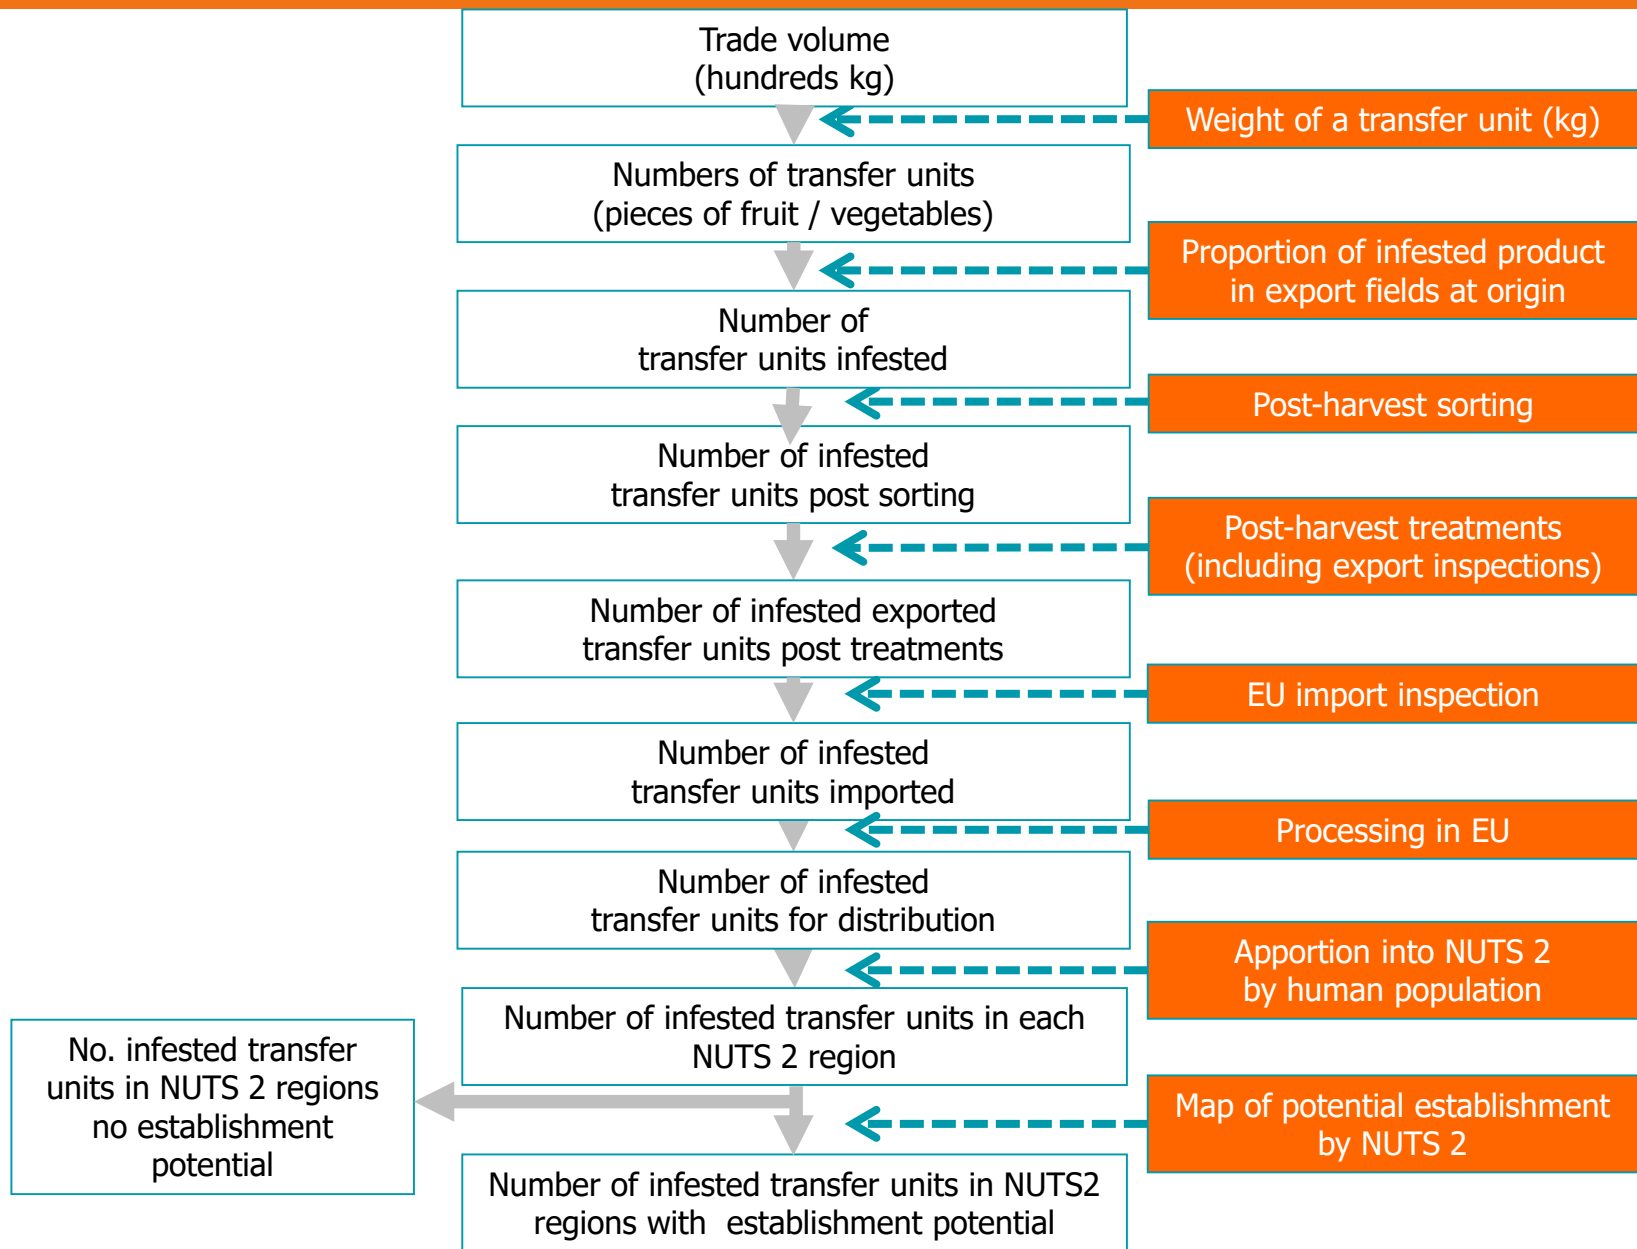 Trade volume
(hundreds kg)
Weight of a transfer unit (kg)
Numbers of transfer units
(pieces of fruit / vegetables)
Proportion of infested product
in export fields at origin
Number of
transfer units infested
Post-harvest sorting
Number of infested
transfer units post sorting
Post-harvest treatments
(including export inspections)
Number of infested exported
transfer units post treatments
EU import inspection
Number of infested
transfer units imported
Processing in EU
Number of infested
transfer units for distribution
Apportion into NUTS 2
by human population
Number of infested transfer units in each
NUTS 2 region
No. infested transfer
units in NUTS 2 regions
no establishment
potential
Map of potential establishment
by NUTS 2
Number of infested transfer units in NUTS2
regions with  establishment potential